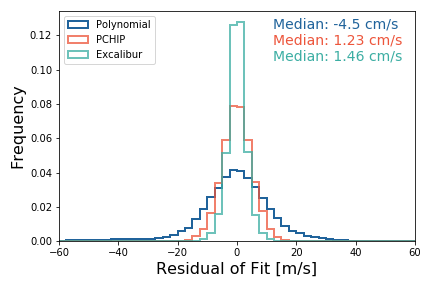 Polynomial
PCHIP
Excalibur
Median: -4.5 cm/s
Median: 1.23 cm/s
Median: 1.46 cm/s
Frequency
0.12
0.10
0.08
0.06
0.04
0.02
0.00
−60 −40 −20 0 20 40 60
Residual of Fit [m/s]